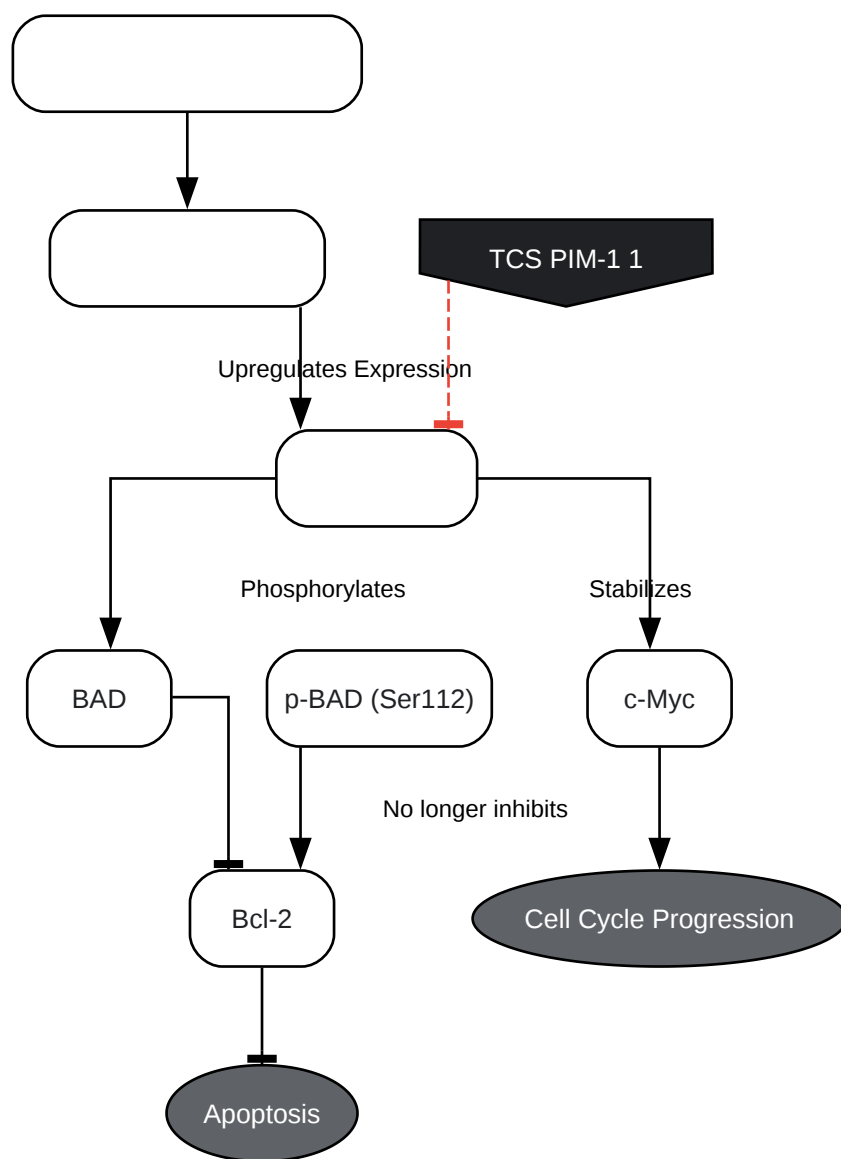 TCS PIM-1 1
Upregulates Expression
Phosphorylates
Stabilizes
BAD
p-BAD (Ser112)
c-Myc
No longer inhibits
Bcl-2
Cell Cycle Progression
Apoptosis